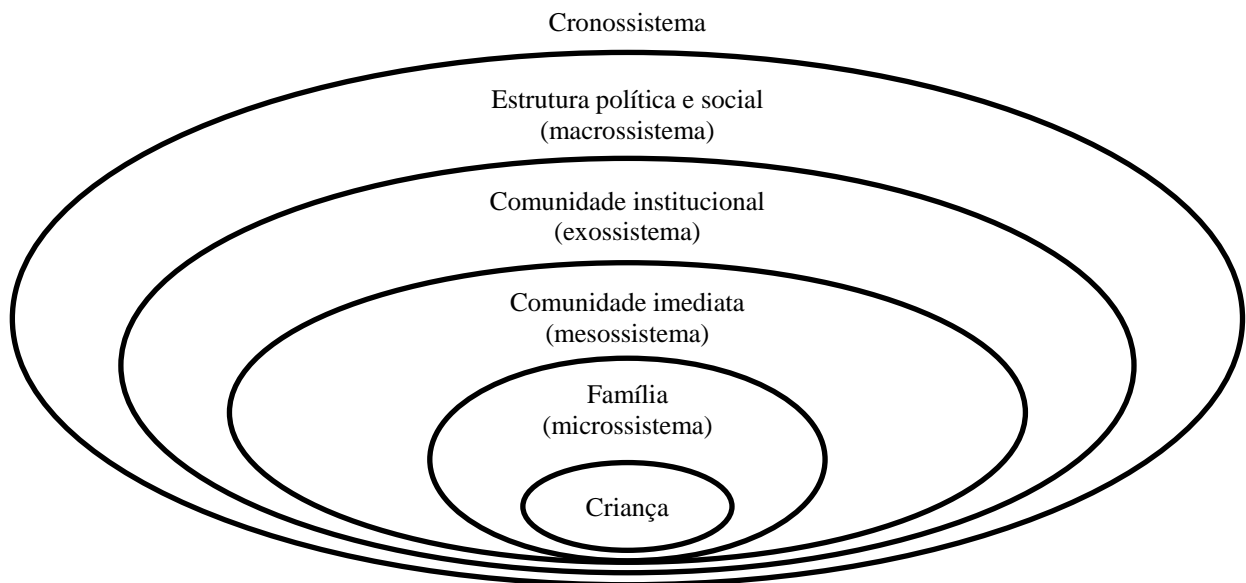 Cronossistema
Estrutura política e social
(macrossistema)
Comunidade institucional
(exossistema)
Comunidade imediata
(mesossistema)
Família
(microssistema)
Criança